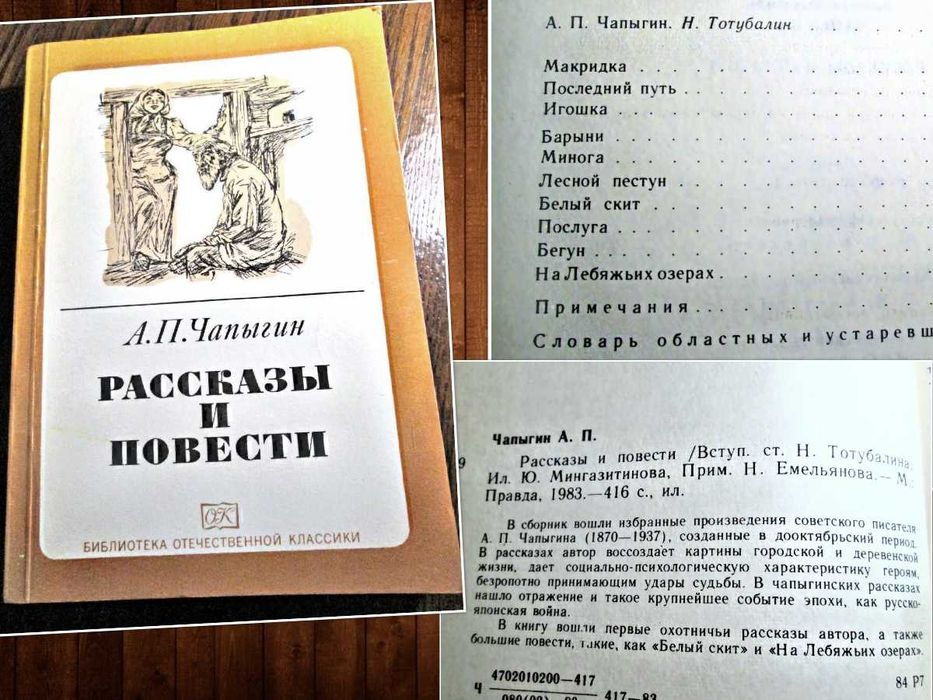 А.П.Чапыгин
РАССКАЗЫ
И
ПОВЕСТИ
ОК
БИБЛИОТЕКА ОТЕЧЕСТВЕННОЙ КЛАССИКИ
А. П. Чапыгин. Н. Тотубалин . . . . . .
Макридка . . . . . . . . . . . .
Последний путь . . . . . . . . . .
Игошка . . . . . . . . . . . . .
Барыни . . . . . . . . . . . . .
Минога . . . . . . . . . . . . .
Лесной пестун . . . . . . . . . .
Белый скит . . . . . . . . . . .
Послуга . . . . . . . . . . . . .
Бегун . . . . . . . . . . . . . .
На Лебяжьих озерах . . . . . . . .
Примечания . . . . . . . . . . .
Словарь областных и устаревш
Чапыгин А. П.
9 Рассказы и повести /Вступ. ст. Н. Тотубалина;
Ил. Ю. Мингазитинова, Прим. Н. Емельянова.— М.:
Правда, 1983.—416 с., ил.
В сборник вошли избранные произведения советского писателя
А. П. Чапыгина (1870—1937), созданные в дооктябрьский период.
В рассказах автор воссоздает картины городской и деревенской
жизни, дает социально-психологическую характеристику героям,
безропотно принимающим удары судьбы. В чапыгинских рассказах
нашло отражение и такое крупнейшее событие эпохи, как русско-
японская война.
В книгу вошли первые охотничьи рассказы автора, а также
большие повести, такие, как «Белый скит» и «На Лебяжьих озерах».
4702010200—417
Ч 84 Р7
417—83